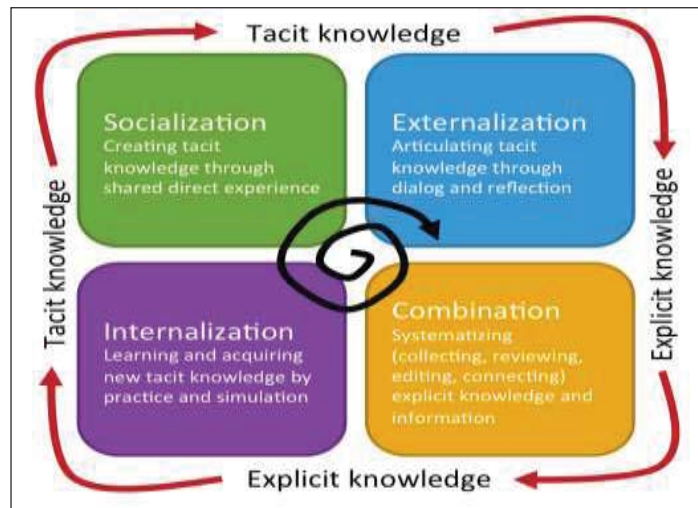 Tacit knowledge
Socialization
Creating tacit
knowledge through
shared direct experience
Externalization
Articulating tacit
knowledge through
dialog and reflection
Tacit knowledge
Explicit knowledge
Internalization
Learning and acquiring
new tacit knowledge by
practice and simulation
Combination
Systematizing
(collecting, reviewing,
editing, connecting)
explicit knowledge and
information
Explicit knowledge